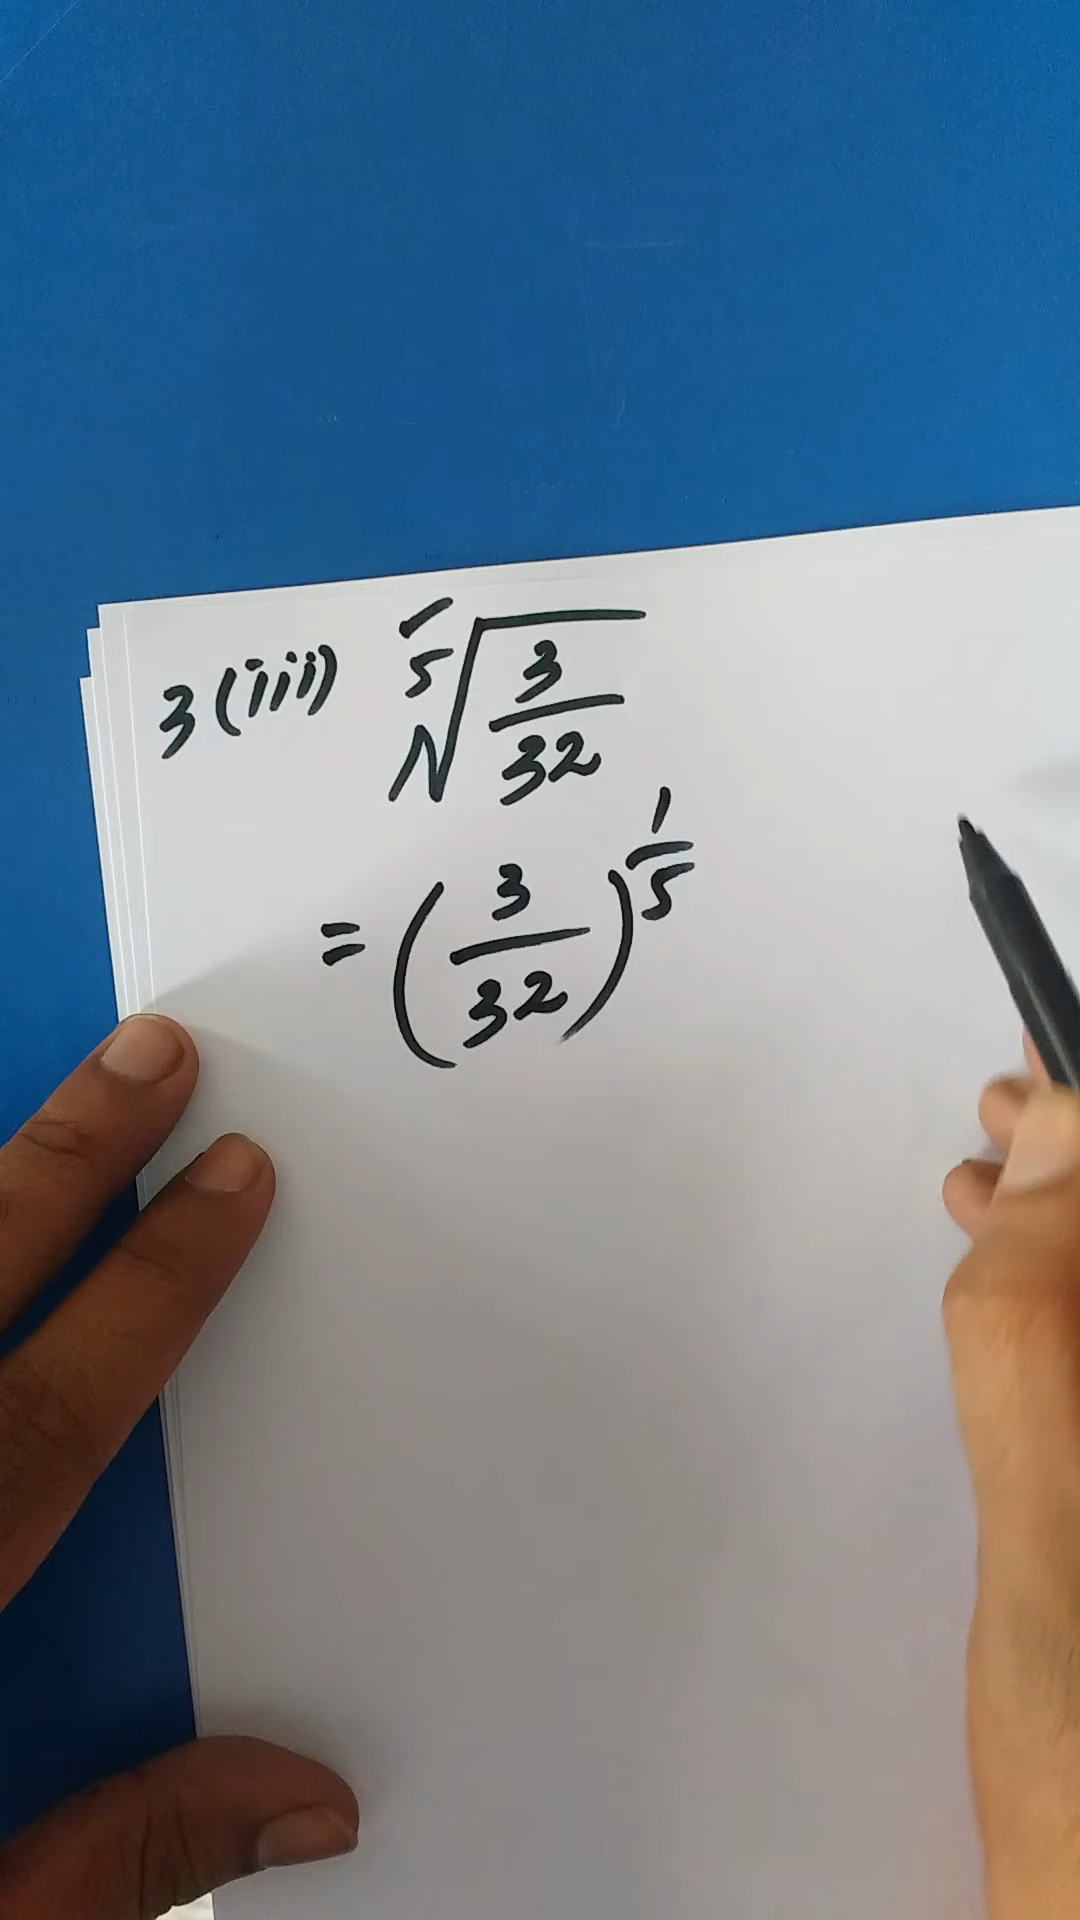 3(iii) ⁵√(3/32)
= (3/32)^(1/5)